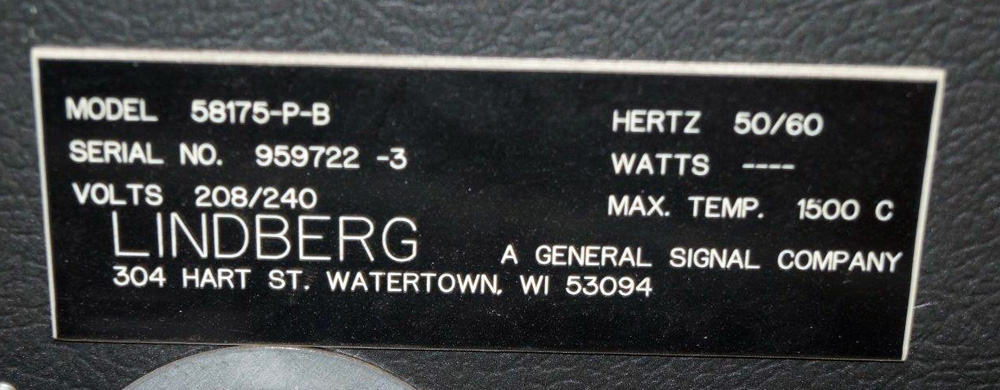 MODEL 58175-P-B
SERIAL NO. 959722 -3
VOLTS 208/240
HERTZ 50/60
WATTS ----
MAX. TEMP. 1500 C
LINDBERG
A GENERAL SIGNAL COMPANY
304 HART ST. WATERTOWN, WI 53094